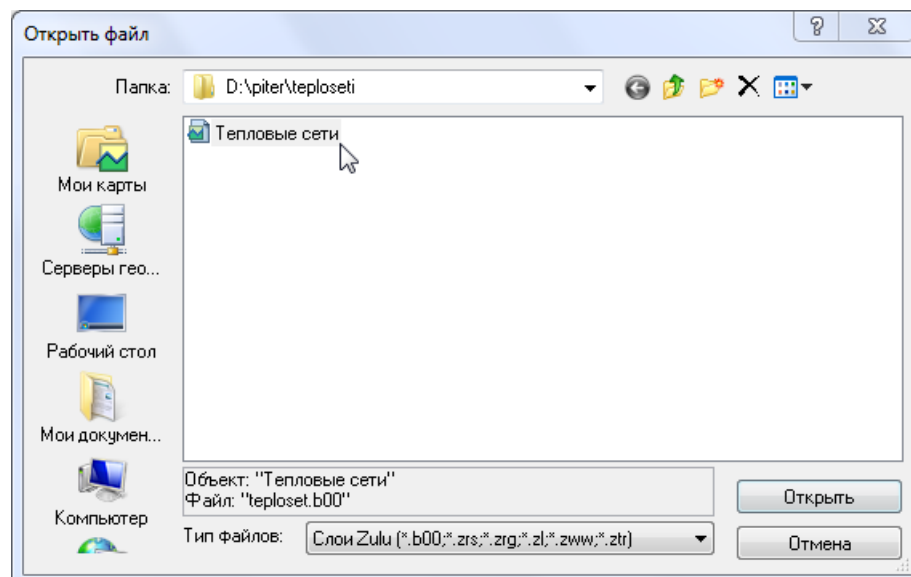 Открыть файл
Папка: D:\piter\teploseti
Тепловые сети
Мои карты
Серверы гео...
Рабочий стол
Мои докумен...
Компьютер
Объект: "Тепловые сети"
Файл: "teploset.b00"
Открыть
Тип файлов: Слои Zulu (*.b00;*.zrs;*.zrg;*.zl;*.zww;*.ztr)
Отмена